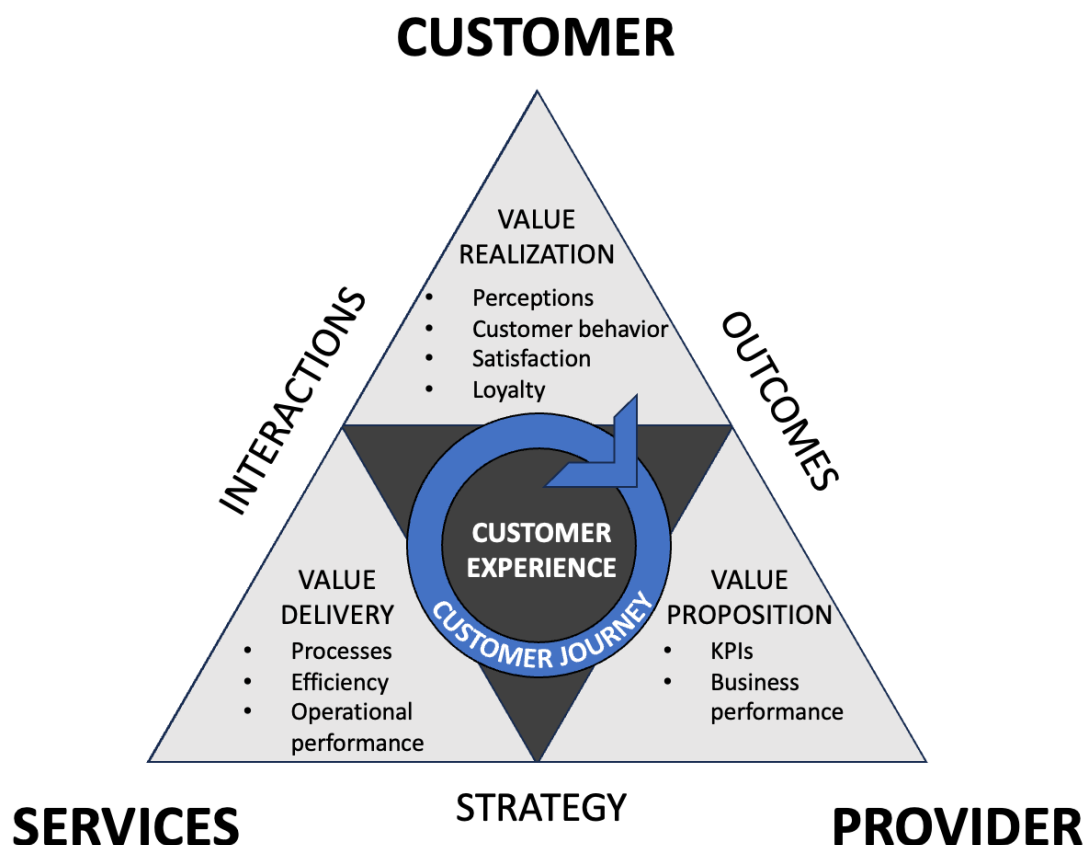 CUSTOMER
VALUE
REALIZATION
• Perceptions
• Customer behavior
• Satisfaction
• Loyalty
INTERACTIONS
OUTCOMES
CUSTOMER
EXPERIENCE
CUSTOMER JOURNEY
VALUE
DELIVERY
• Processes
• Efficiency
• Operational
performance
VALUE
PROPOSITION
• KPIs
• Business
performance
SERVICES
STRATEGY
PROVIDER